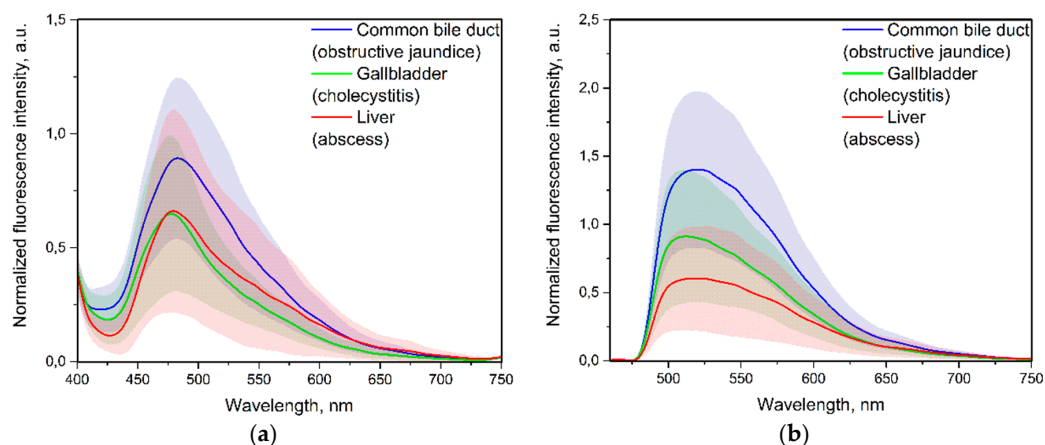 1,5
1,0
0,5
0,0
400
450
500
550
600
650
700
750
Normalized fluorescence intensity, a.u.
Wavelength, nm
Common bile duct
(obstructive jaundice)
Gallbladder
(cholecystitis)
Liver
(abscess)
(a)
2,5
2,0
1,5
1,0
0,5
0,0
500
550
600
650
700
750
Normalized fluorescence intensity, a.u.
Wavelength, nm
Common bile duct
(obstructive jaundice)
Gallbladder
(cholecystitis)
Liver
(abscess)
(b)